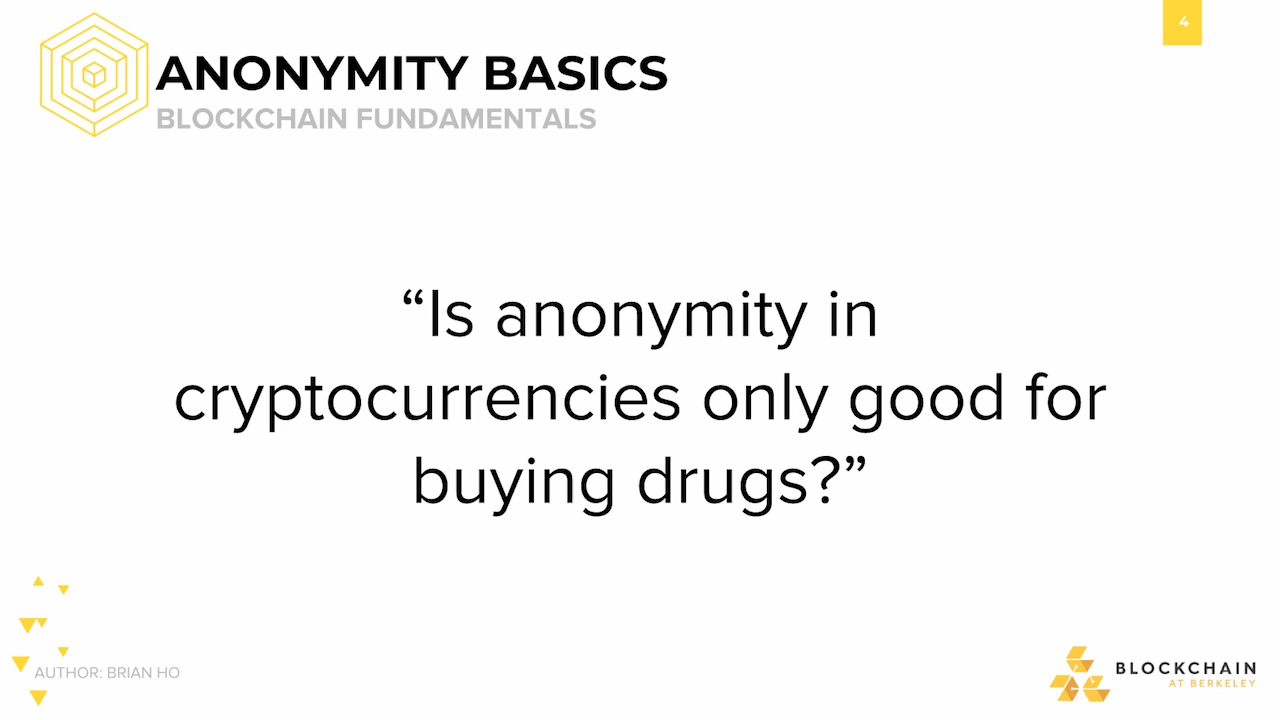 4
ANONYMITY BASICS
BLOCKCHAIN FUNDAMENTALS
“Is anonymity in
cryptocurrencies only good for
buying drugs?”
AUTHOR: BRIAN HO
BLOCKCHAIN
AT BERKELEY